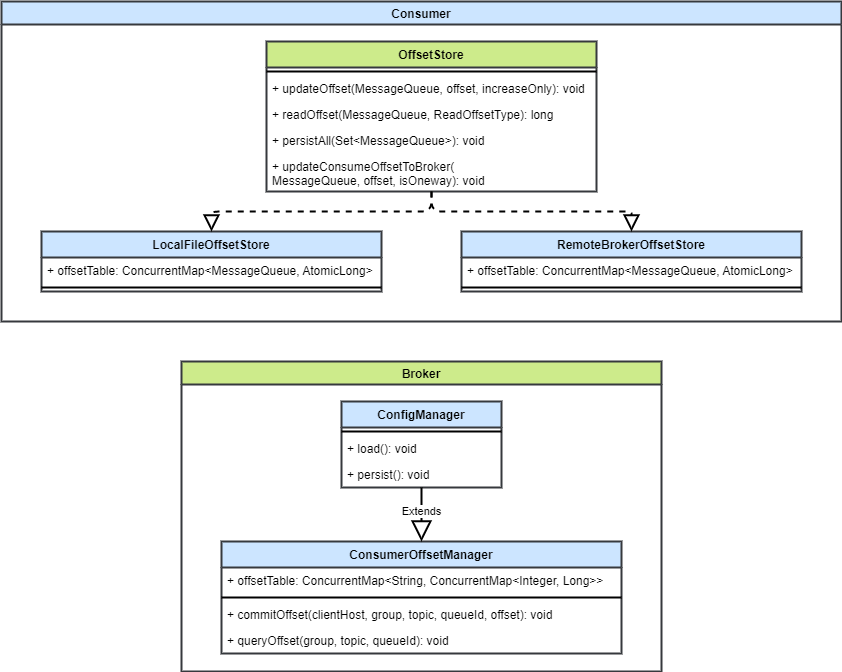 Consumer
OffsetStore
+ updateOffset(MessageQueue, offset, increaseOnly): void
+ readOffset(MessageQueue, ReadOffsetType): long
+ persistAll(Set<MessageQueue>): void
+ updateConsumeOffsetToBroker(
MessageQueue, offset, isOneway): void
LocalFileOffsetStore
+ offsetTable: ConcurrentMap<MessageQueue, AtomicLong>
RemoteBrokerOffsetStore
+ offsetTable: ConcurrentMap<MessageQueue, AtomicLong>
Broker
ConfigManager
+ load(): void
+ persist(): void
Extends
ConsumerOffsetManager
+ offsetTable: ConcurrentMap<String, ConcurrentMap<Integer, Long>>
+ commitOffset(clientHost, group, topic, queueId, offset): void
+ queryOffset(group, topic, queueId): void